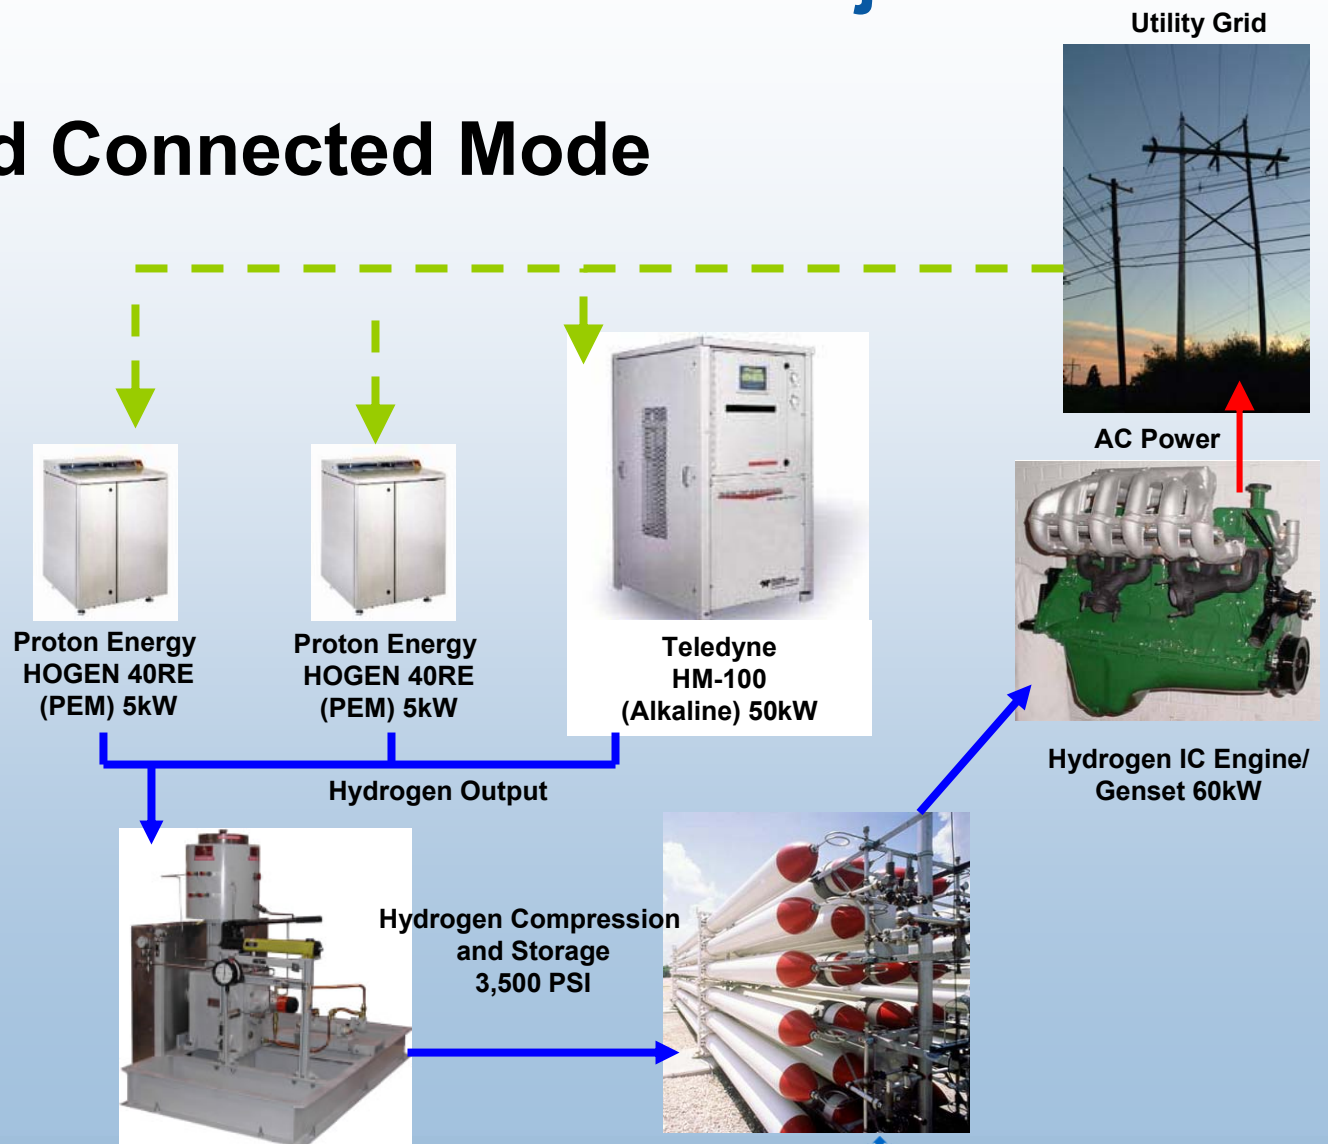 Utility Grid
d Connected Mode
AC Power
Proton Energy
HOGEN 40RE
(PEM) 5kW
Proton Energy
HOGEN 40RE
(PEM) 5kW
Teledyne
HM-100
(Alkaline) 50kW
Hydrogen IC Engine/
Genset 60kW
Hydrogen Output
Hydrogen Compression
and Storage
3,500 PSI